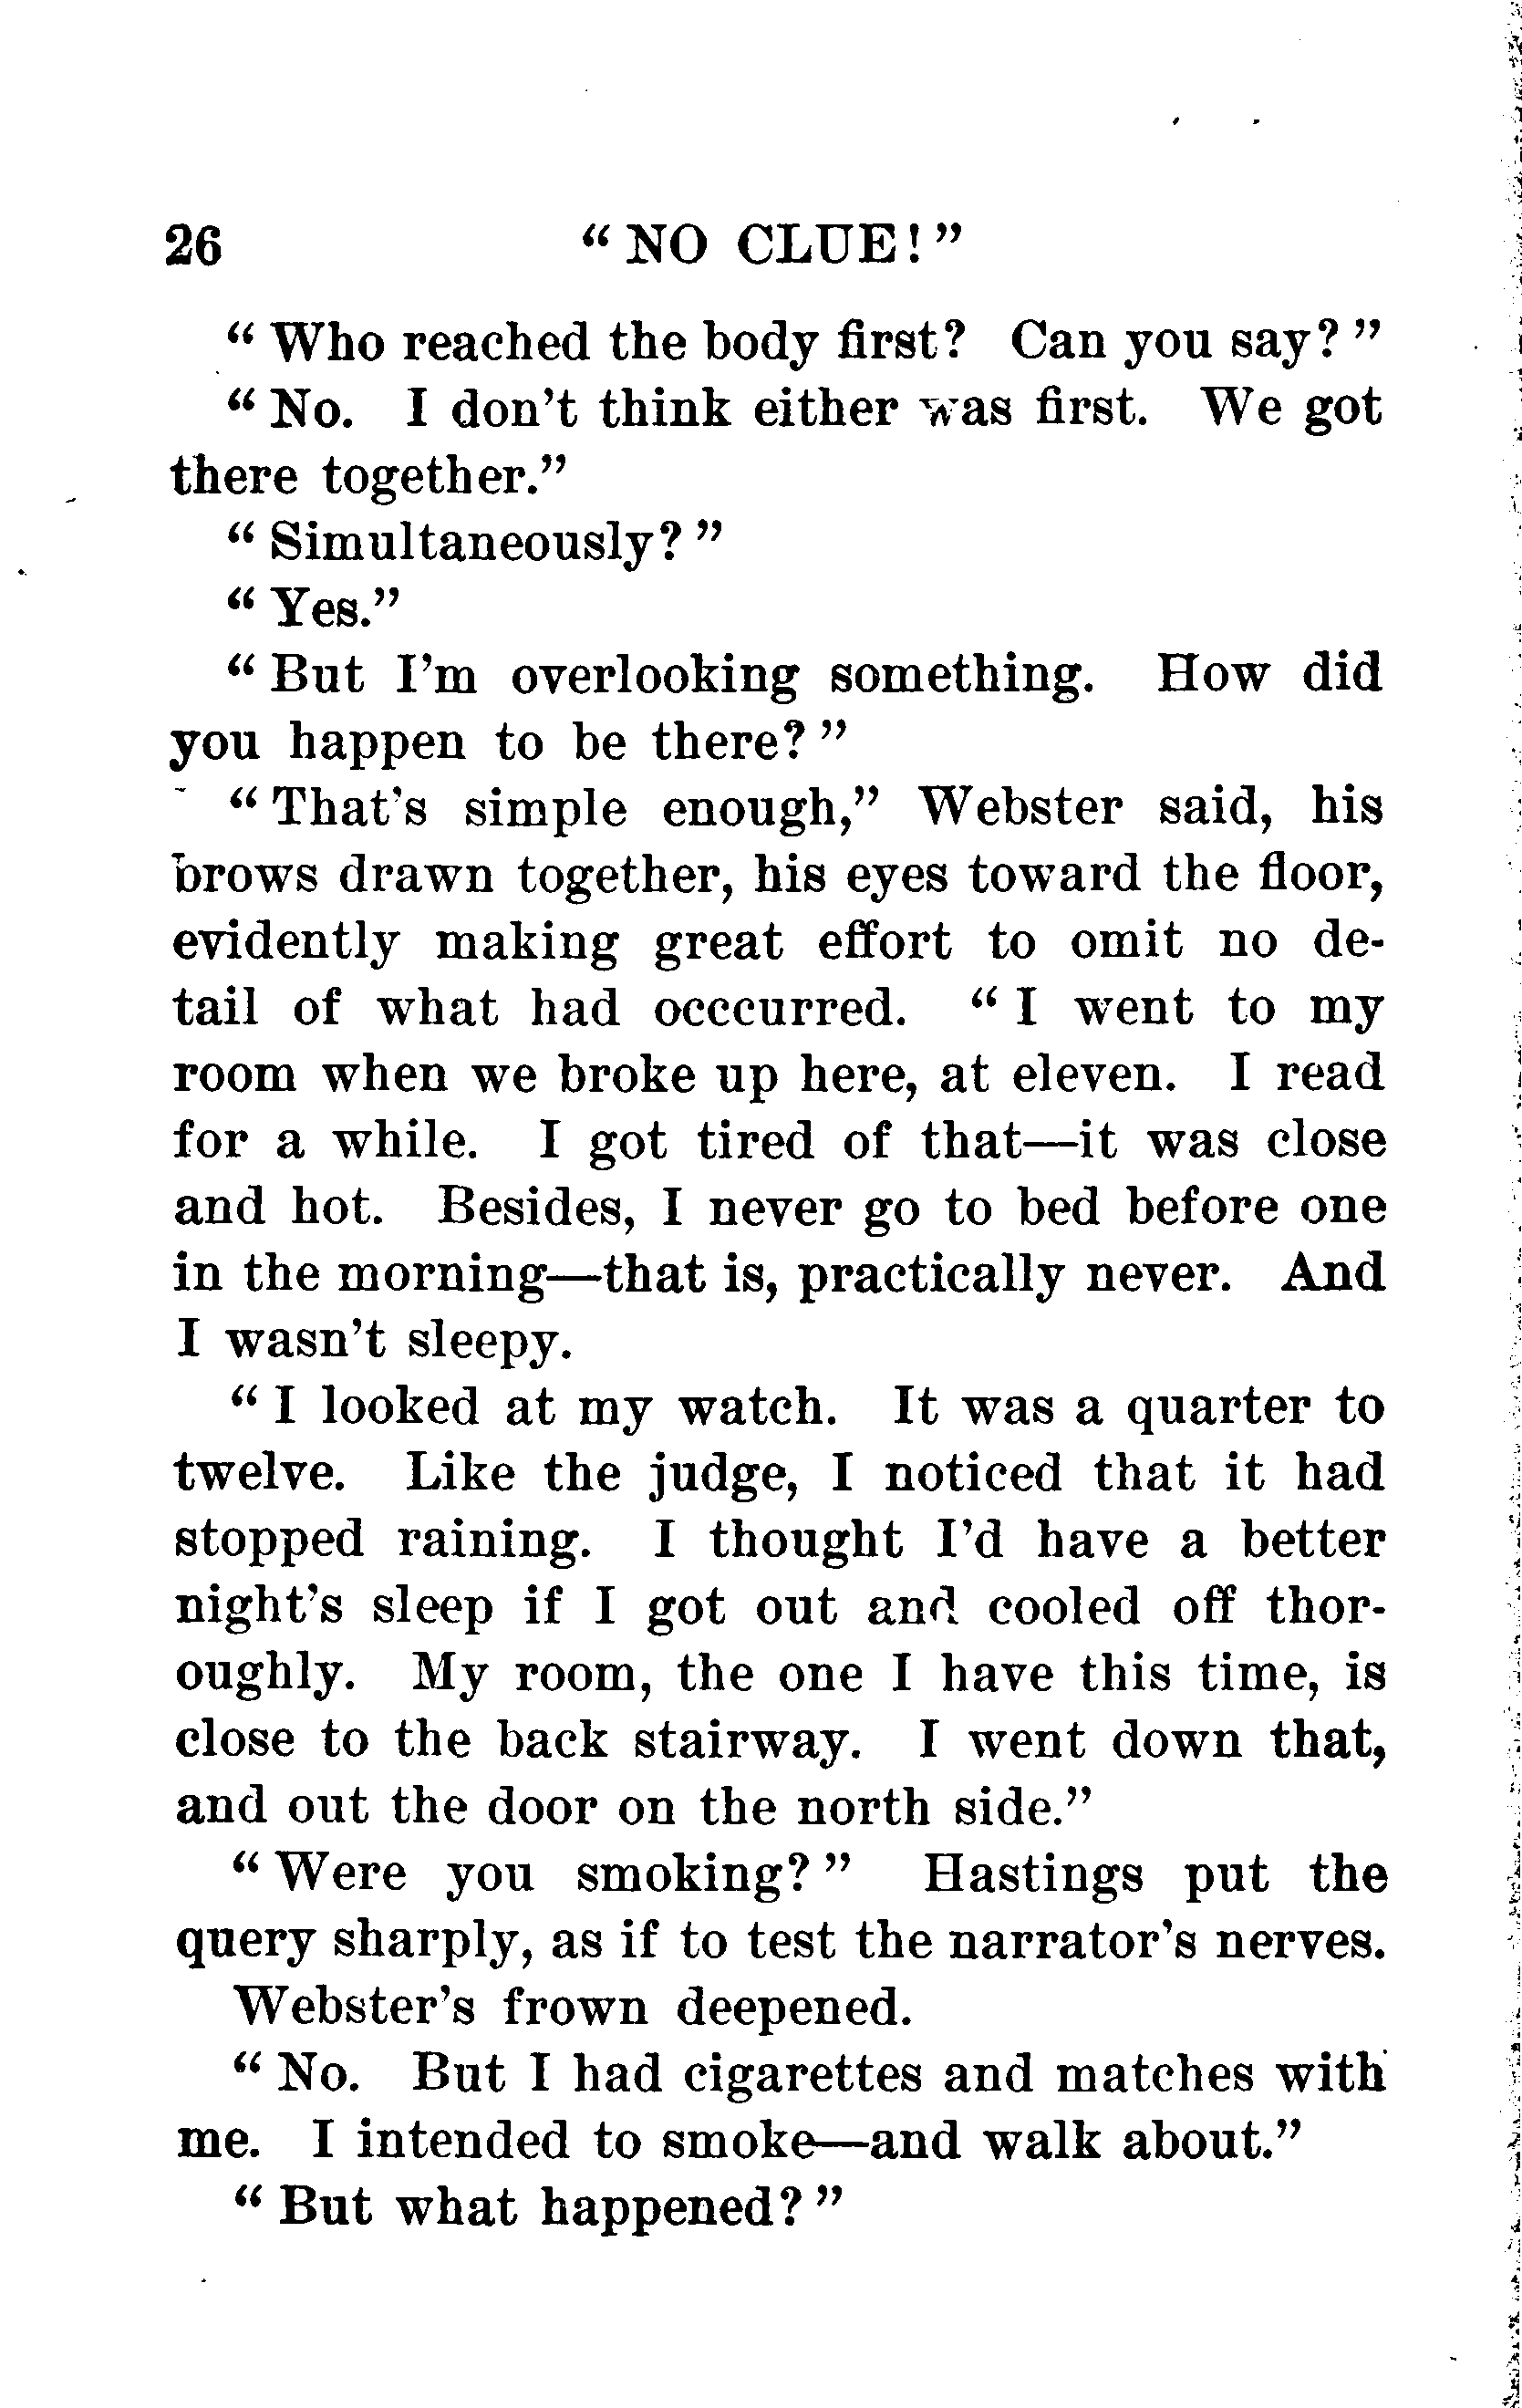 26 “ NO CLUE! ”
“ Who reached the body first? Can you say? ”
“ No. I don’t think either was first. We got
there together.”
“ Simultaneously? ”
“ Yes.”
“ But I’m overlooking something. How did
you happen to be there? ”
“ That’s simple enough,” Webster said, his
brows drawn together, his eyes toward the floor,
evidently making great effort to omit no de-
tail of what had occcurred. “ I went to my
room when we broke up here, at eleven. I read
for a while. I got tired of that—it was close
and hot. Besides, I never go to bed before one
in the morning—that is, practically never. And
I wasn’t sleepy.
“ I looked at my watch. It was a quarter to
twelve. Like the judge, I noticed that it had
stopped raining. I thought I’d have a better
night’s sleep if I got out and cooled off thor-
oughly. My room, the one I have this time, is
close to the back stairway. I went down that,
and out the door on the north side.”
“ Were you smoking? ” Hastings put the
query sharply, as if to test the narrator’s nerves.
Webster’s frown deepened.
“ No. But I had cigarettes and matches with
me. I intended to smoke—and walk about.”
“ But what happened? ”